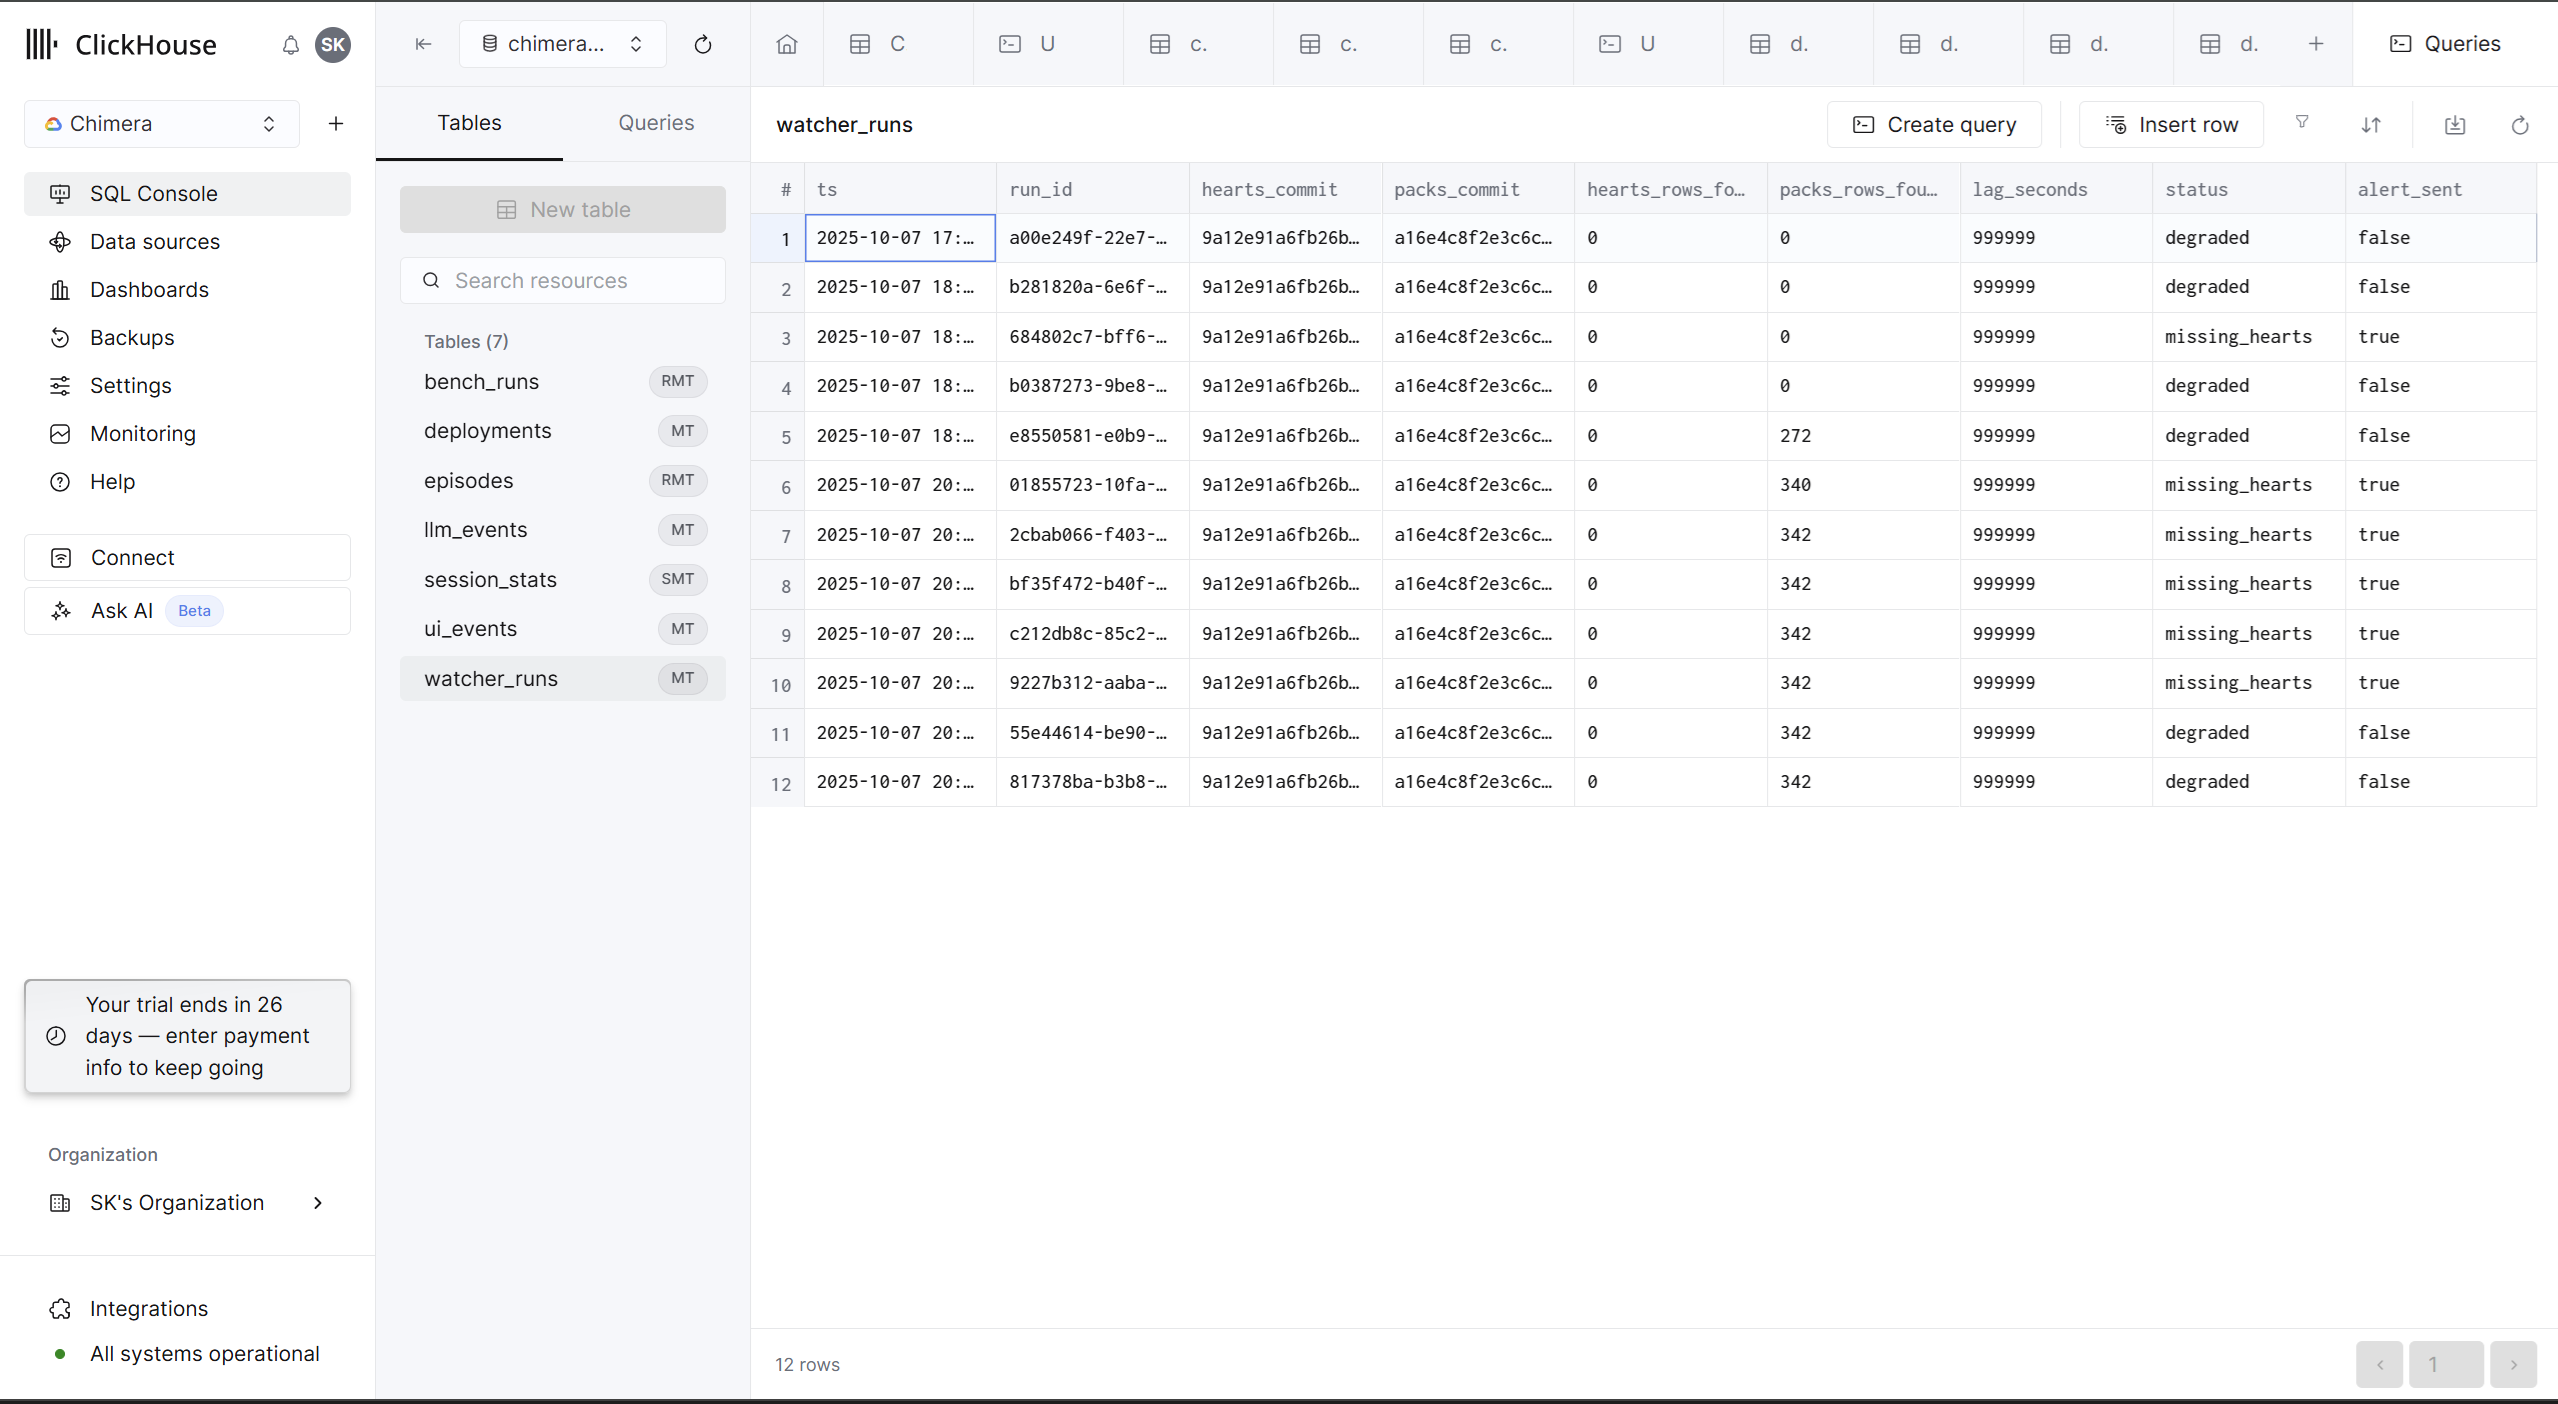 ClickHouse
SK
Chimera
SQL Console
Data sources
Dashboards
Backups
Settings
Monitoring
Help
Connect
Ask AI Beta
Your trial ends in 26
days — enter payment
info to keep going
Organization
SK's Organization
Integrations
All systems operational
chimera...
Tables Queries
New table
Search resources
Tables (7)
bench_runs RMT
deployments MT
episodes RMT
llm_events MT
session_stats SMT
ui_events MT
watcher_runs MT
C U c. c. c. U d. d. d. d. + Queries
watcher_runs Create query Insert row
# ts run_id hearts_commit packs_commit hearts_rows_fo… packs_rows_fou… lag_seconds status alert_sent
1 2025-10-07 17:… a00e249f-22e7-… 9a12e91a6fb26b… a16e4c8f2e3c6c… 0 0 999999 degraded false
2 2025-10-07 18:… b281820a-6e6f-… 9a12e91a6fb26b… a16e4c8f2e3c6c… 0 0 999999 degraded false
3 2025-10-07 18:… 684802c7-bff6-… 9a12e91a6fb26b… a16e4c8f2e3c6c… 0 0 999999 missing_hearts true
4 2025-10-07 18:… b0387273-9be8-… 9a12e91a6fb26b… a16e4c8f2e3c6c… 0 0 999999 degraded false
5 2025-10-07 18:… e8550581-e0b9-… 9a12e91a6fb26b… a16e4c8f2e3c6c… 0 272 999999 degraded false
6 2025-10-07 20:… 01855723-10fa-… 9a12e91a6fb26b… a16e4c8f2e3c6c… 0 340 999999 missing_hearts true
7 2025-10-07 20:… 2cbab066-f403-… 9a12e91a6fb26b… a16e4c8f2e3c6c… 0 342 999999 missing_hearts true
8 2025-10-07 20:… bf35f472-b40f-… 9a12e91a6fb26b… a16e4c8f2e3c6c… 0 342 999999 missing_hearts true
9 2025-10-07 20:… c212db8c-85c2-… 9a12e91a6fb26b… a16e4c8f2e3c6c… 0 342 999999 missing_hearts true
10 2025-10-07 20:… 9227b312-aaba-… 9a12e91a6fb26b… a16e4c8f2e3c6c… 0 342 999999 missing_hearts true
11 2025-10-07 20:… 55e44614-be90-… 9a12e91a6fb26b… a16e4c8f2e3c6c… 0 342 999999 degraded false
12 2025-10-07 20:… 817378ba-b3b8-… 9a12e91a6fb26b… a16e4c8f2e3c6c… 0 342 999999 degraded false
12 rows
1